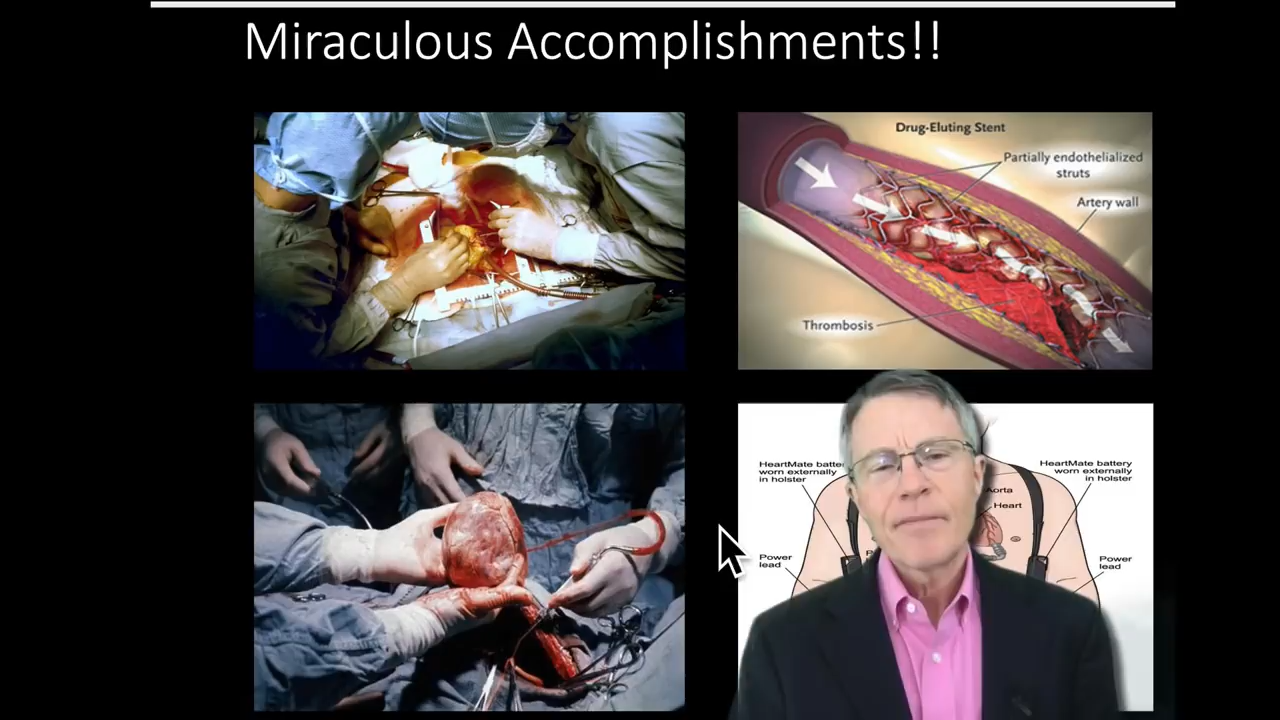 Miraculous Accomplishments!!
Drug-Eluting Stent
Partially endothelialized
struts
Artery wall
Thrombosis
HeartMate
worn externally
in holster
HeartMate battery
worn externally
in holster
Aorta
Heart
Power
lead
Power
lead